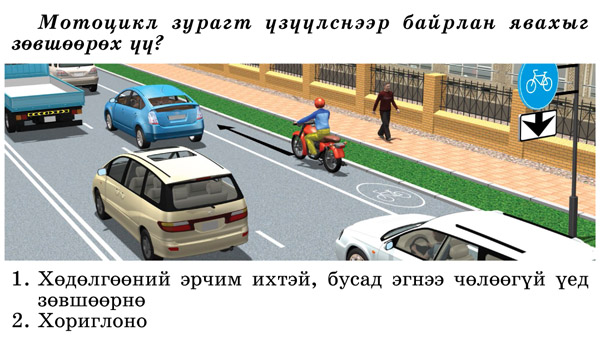 Мотоцикл зурагт үзүүлснээр байрлан явахыг
зөвшөөрөх үү?
1. Хөдөлгөөний эрчим ихтэй, бусад эгнээ чөлөөгүй үед
зөвшөөрнө
2. Хориглоно